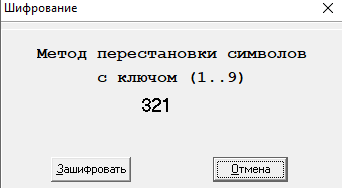 Шифрование
Метод перестановки символов
с ключом (1..9)
321
Зашифровать
Отмена